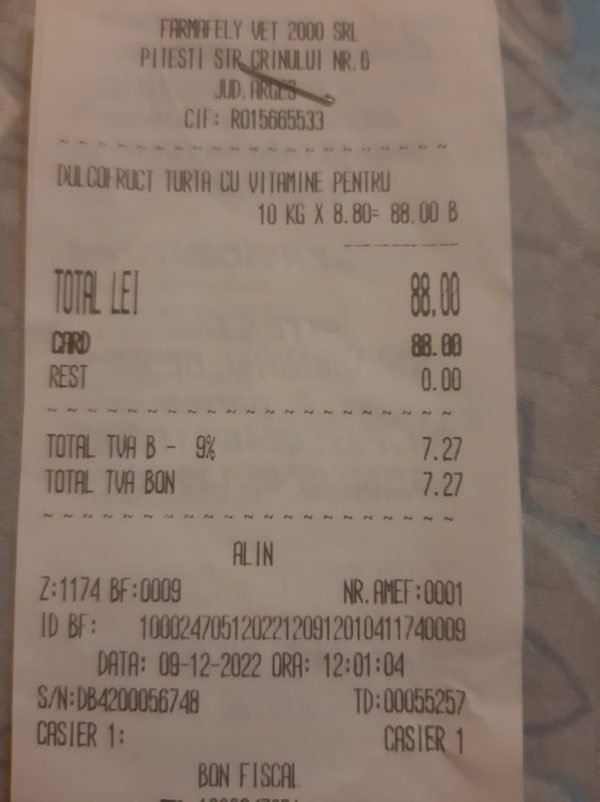 FARMAFELY VET 2000 SRL
PITESTI STR CRINULUI NR.6
JUD.ARGES
CIF: RO15665533
DULCOFRUCT TURTA CU VITAMINE PENTRU
10 KG X 8.80= 88.00 B
TOTAL LEI 88.00
CARD 88.00
REST 0.00
TOTAL TVA B - 9% 7.27
TOTAL TVA BON 7.27
ALIN
Z:1174 BF:0009 NR.AMEF:0001
ID BF: 1000247051202212091201041174​0009
DATA: 09-12-2022 ORA: 12:01:04
S/N:DB4200056748 TD:00055257
CASIER 1: CASIER 1
BON FISCAL